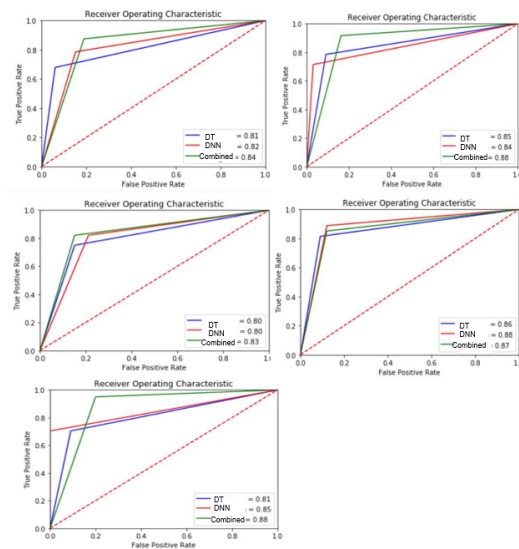 Receiver Operating Characteristic
True Positive Rate
1.0
0.8
0.6
0.4
0.2
0.0
DT = 0.81
DNN = 0.82
Combined = 0.84
0.0 0.2 0.4 0.6 0.8 1.0
False Positive Rate
Receiver Operating Characteristic
True Positive Rate
1.0
0.8
0.6
0.4
0.2
0.0
DT = 0.85
DNN = 0.84
Combined = 0.88
0.0 0.2 0.4 0.6 0.8 1.0
False Positive Rate
Receiver Operating Characteristic
True Positive Rate
1.0
0.8
0.6
0.4
0.2
0.0
DT = 0.80
DNN = 0.80
Combined = 0.83
0.0 0.2 0.4 0.6 0.8 1.0
False Positive Rate
Receiver Operating Characteristic
True Positive Rate
1.0
0.8
0.6
0.4
0.2
0.0
DT = 0.86
DNN = 0.88
Combined = 0.87
0.0 0.2 0.4 0.6 0.8 1.0
False Positive Rate
Receiver Operating Characteristic
True Positive Rate
1.0
0.8
0.6
0.4
0.2
0.0
DT = 0.81
DNN = 0.85
Combined = 0.88
0.0 0.2 0.4 0.6 0.8 1.0
False Positive Rate